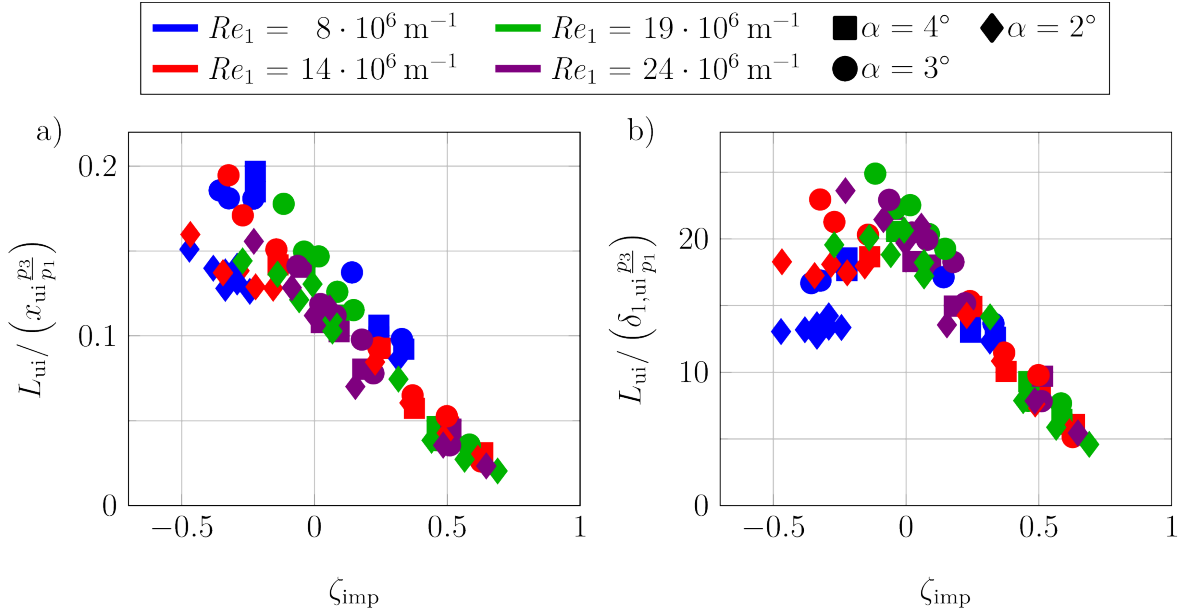 Re₁ = 8 · 10⁶ m⁻¹ Re₁ = 19 · 10⁶ m⁻¹ α = 4° α = 2°
Re₁ = 14 · 10⁶ m⁻¹ Re₁ = 24 · 10⁶ m⁻¹ α = 3°
a)
L_ui/ (x_ui p₃/p₁)
0.2
0.1
0
−0.5 0 0.5 1
ζ_imp
b)
L_ui/ (δ_1,ui p₃/p₁)
20
10
0
−0.5 0 0.5 1
ζ_imp